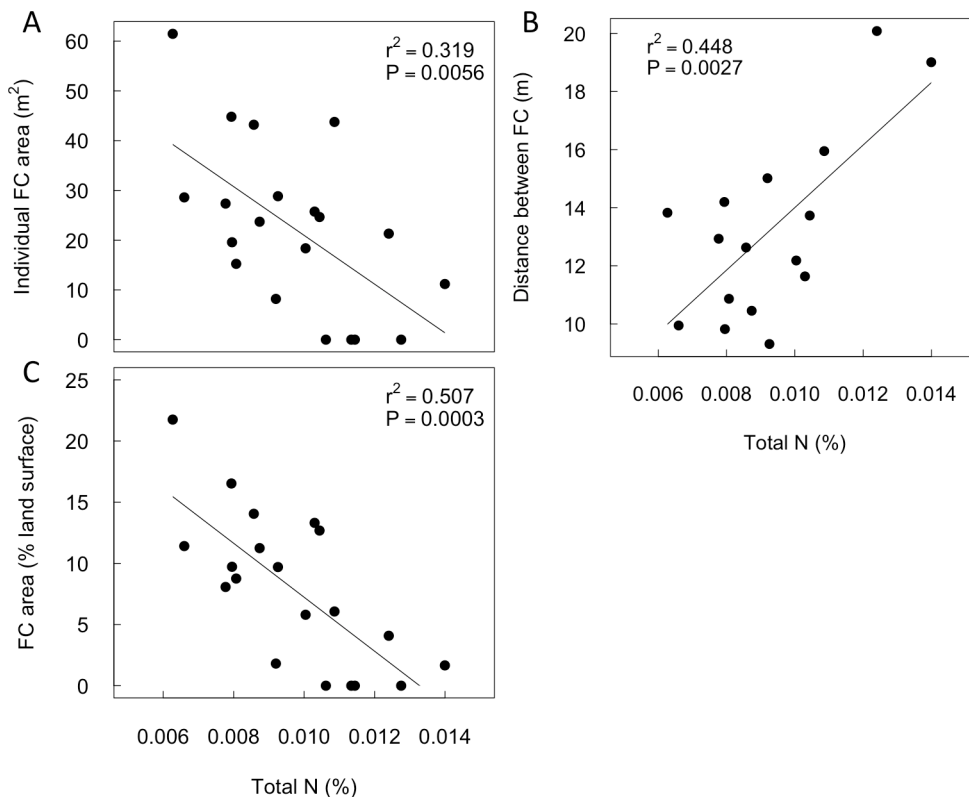 A
r² = 0.319
P = 0.0056
Individual FC area (m²)
60
50
40
30
20
10
0
B
r² = 0.448
P = 0.0027
Distance between FC (m)
20
18
16
14
12
10
0.006 0.008 0.010 0.012 0.014
Total N (%)
C
r² = 0.507
P = 0.0003
FC area (% land surface)
25
20
15
10
5
0
0.006 0.008 0.010 0.012 0.014
Total N (%)